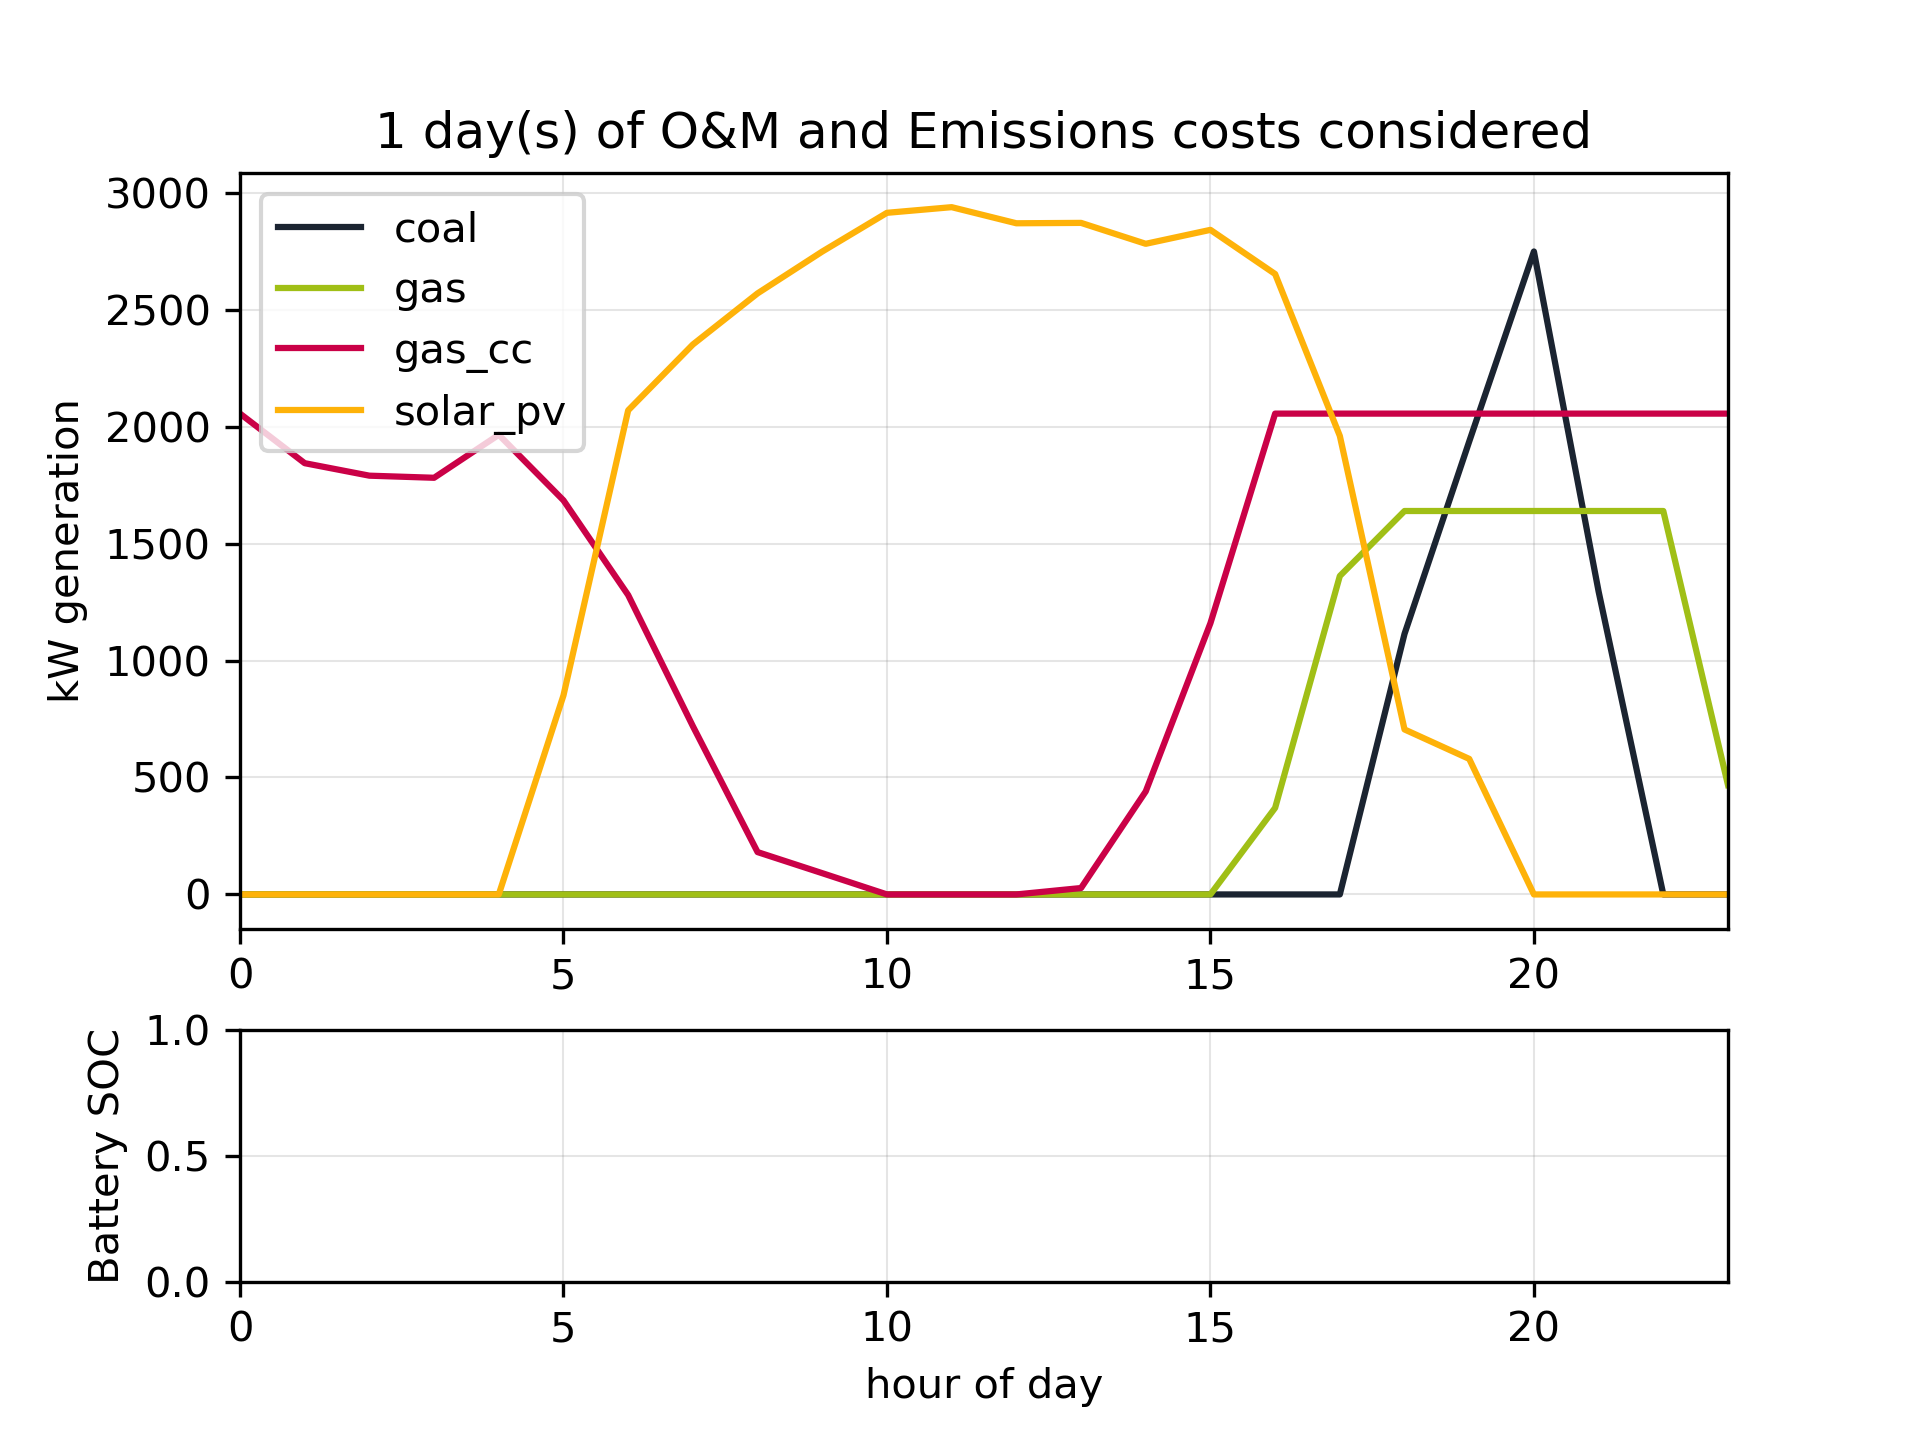 1 day(s) of O&M and Emissions costs considered
kW generation
3000
2500
2000
1500
1000
500
0
coal
gas
gas_cc
solar_pv
0 5 10 15 20
Battery SOC
1.0
0.5
0.0
0 5 10 15 20
hour of day